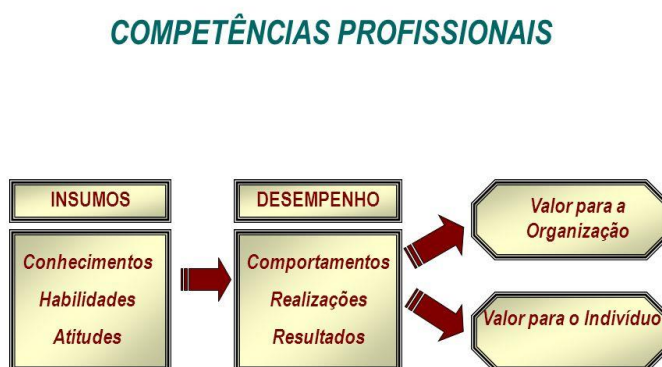 COMPETÊNCIAS PROFISSIONAIS
INSUMOS
Conhecimentos
Habilidades
Atitudes
DESEMPENHO
Comportamentos
Realizações
Resultados
Valor para a
Organização
Valor para o Indivíduo